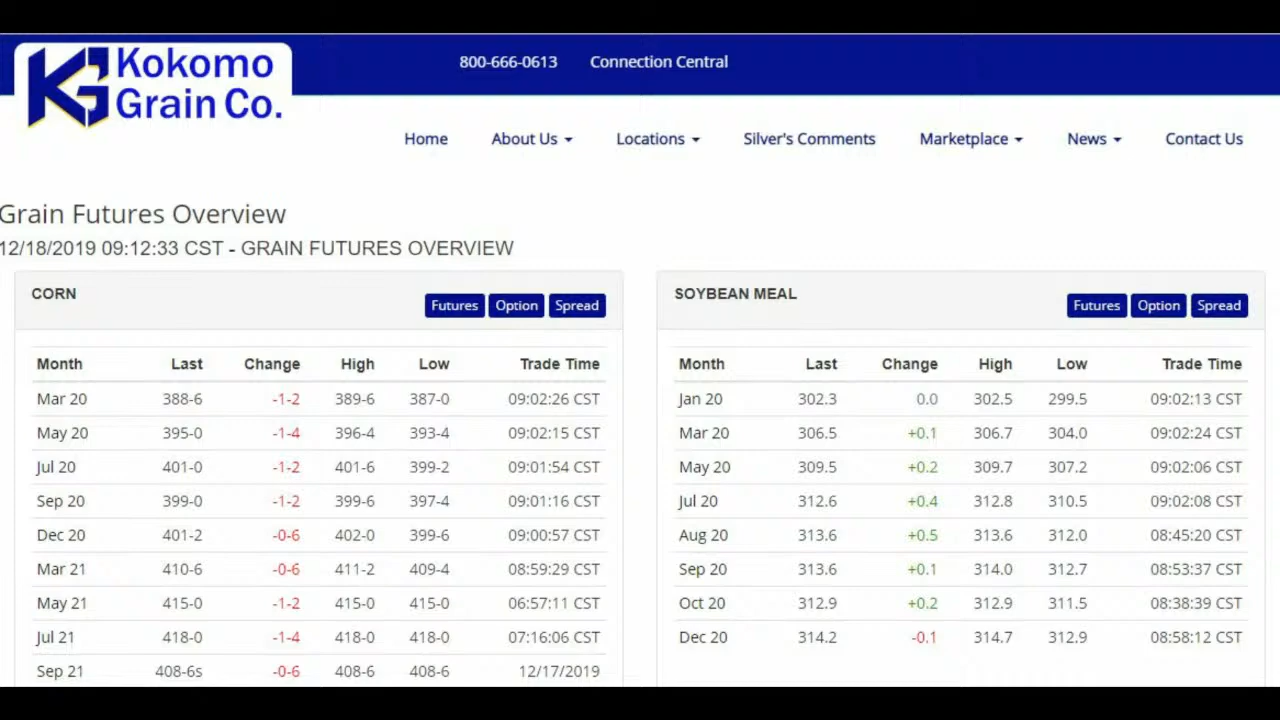 Kokomo
Grain Co.
800-666-0613 Connection Central
Home About Us Locations Silver's Comments Marketplace News Contact Us
Grain Futures Overview
12/18/2019 09:12:33 CST - GRAIN FUTURES OVERVIEW
CORN
Futures Option Spread
Month Last Change High Low Trade Time
Mar 20 388-6 -1-2 389-6 387-0 09:02:26 CST
May 20 395-0 -1-4 396-4 393-4 09:02:15 CST
Jul 20 401-0 -1-2 401-6 399-2 09:01:54 CST
Sep 20 399-0 -1-2 399-6 397-4 09:01:16 CST
Dec 20 401-2 -0-6 402-0 399-6 09:00:57 CST
Mar 21 410-6 -0-6 411-2 409-4 08:59:29 CST
May 21 415-0 -1-2 415-0 415-0 06:57:11 CST
Jul 21 418-0 -1-4 418-0 418-0 07:16:06 CST
Sep 21 408-6s -0-6 408-6 408-6 12/17/2019
SOYBEAN MEAL
Futures Option Spread
Month Last Change High Low Trade Time
Jan 20 302.3 0.0 302.5 299.5 09:02:13 CST
Mar 20 306.5 +0.1 306.7 304.0 09:02:24 CST
May 20 309.5 +0.2 309.7 307.2 09:02:06 CST
Jul 20 312.6 +0.4 312.8 310.5 09:02:08 CST
Aug 20 313.6 +0.5 313.6 312.0 08:45:20 CST
Sep 20 313.6 +0.1 314.0 312.7 08:53:37 CST
Oct 20 312.9 +0.2 312.9 311.5 08:38:39 CST
Dec 20 314.2 -0.1 314.7 312.9 08:58:12 CST